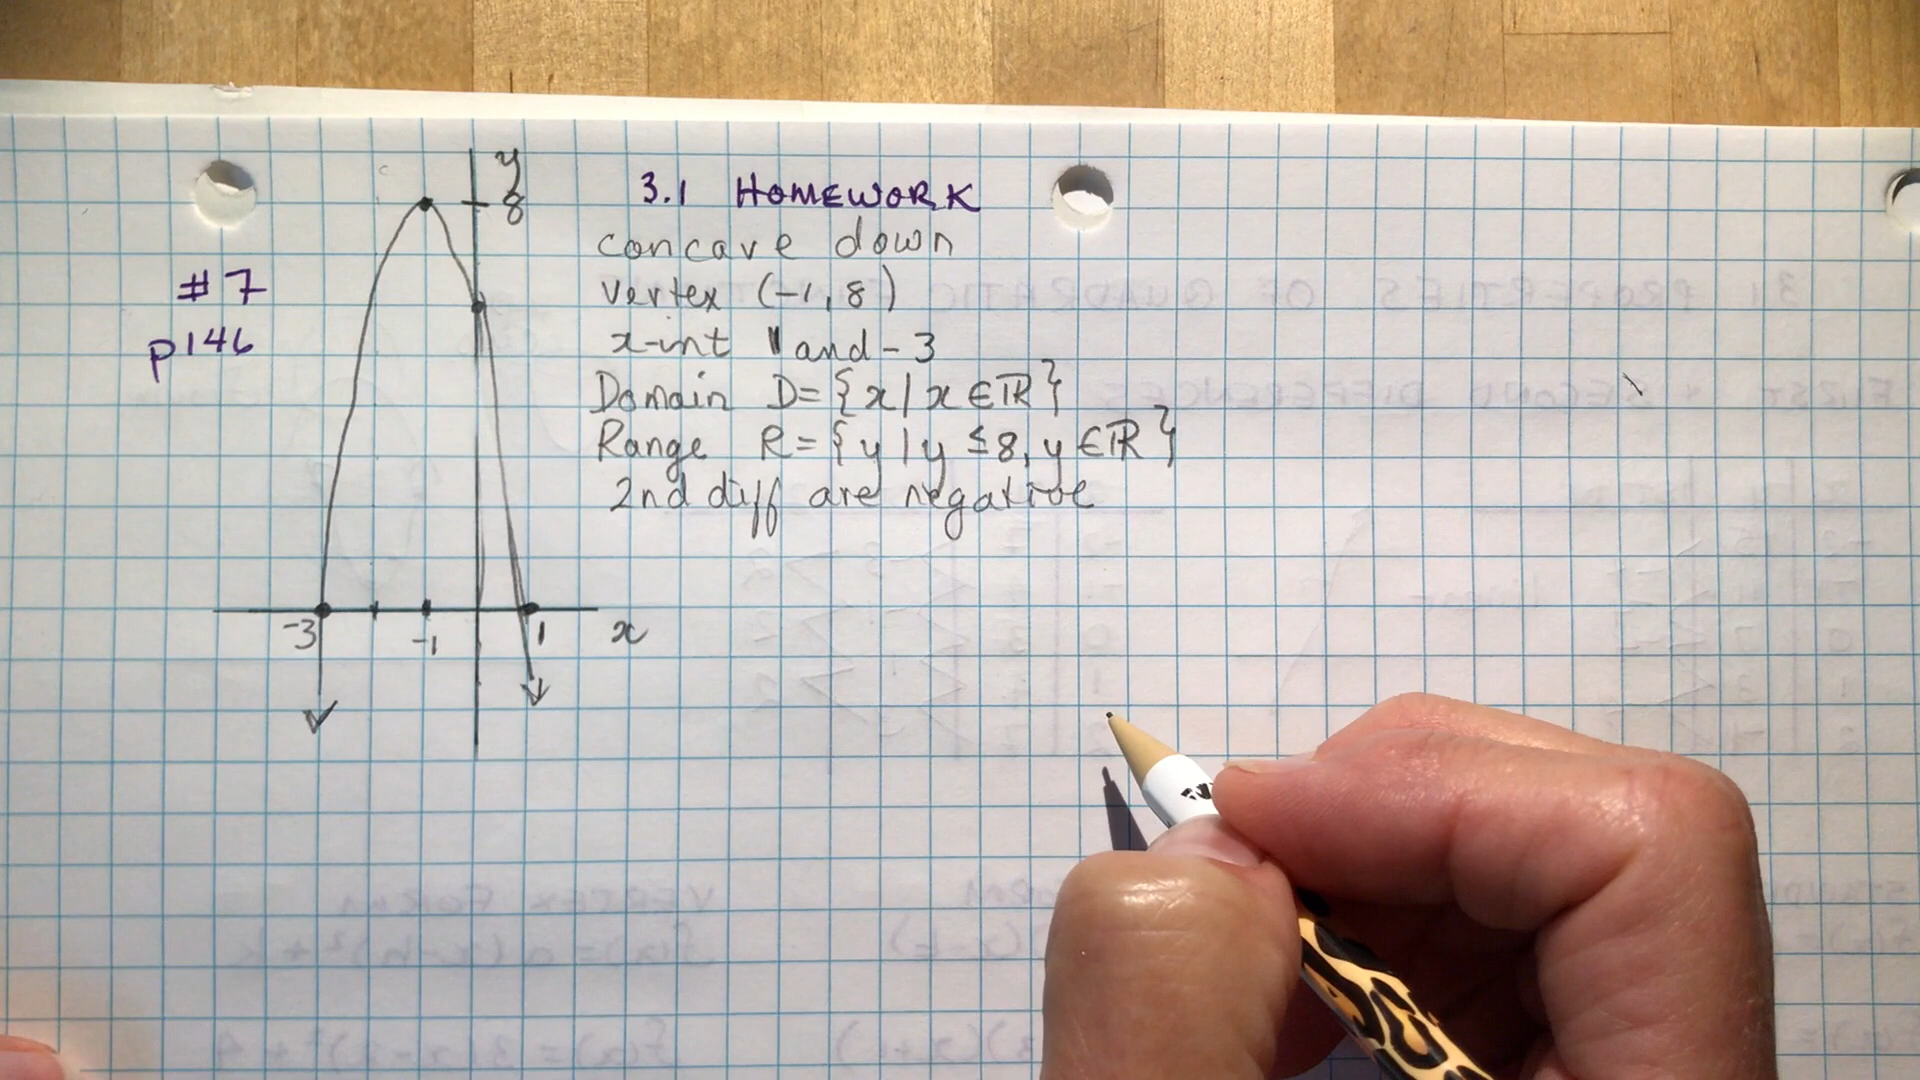 3.1 HOMEWORK
# 7
p146
y
8
concave down
vertex (-1, 8)
x-int 1 and -3
Domain D= {x | x ∈ ℝ}
Range R= {y | y ≤8, y ∈ ℝ}
2nd diff are negative
-3 -1 1 x